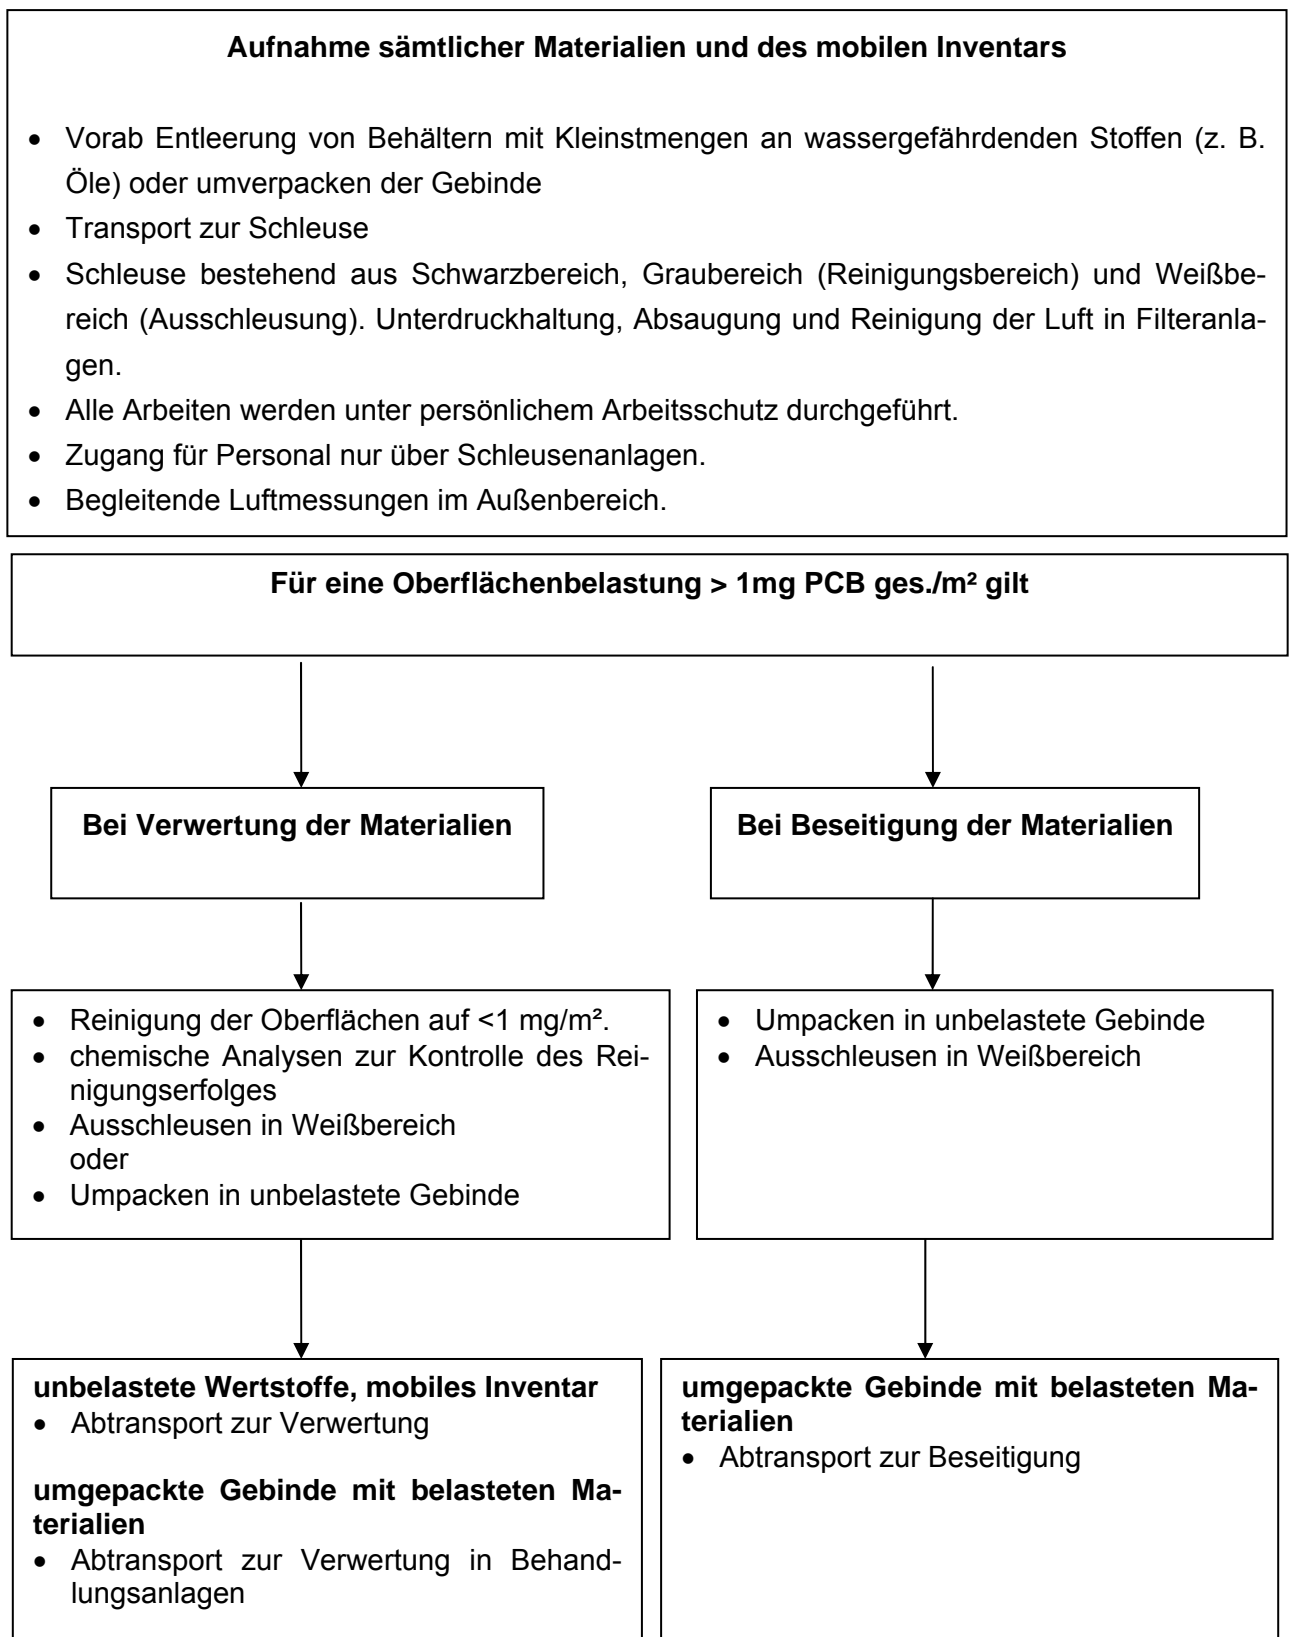 Aufnahme sämtlicher Materialien und des mobilen Inventars
• Vorab Entleerung von Behältern mit Kleinstmengen an wassergefährdenden Stoffen (z. B.
Öle) oder umverpacken der Gebinde
• Transport zur Schleuse
• Schleuse bestehend aus Schwarzbereich, Graubereich (Reinigungsbereich) und Weißbe-
reich (Ausschleusung). Unterdruckhaltung, Absaugung und Reinigung der Luft in Filteranla-
gen.
• Alle Arbeiten werden unter persönlichem Arbeitsschutz durchgeführt.
• Zugang für Personal nur über Schleusenanlagen.
• Begleitende Luftmessungen im Außenbereich.
Für eine Oberflächenbelastung > 1mg PCB ges./m² gilt
Bei Verwertung der Materialien
Bei Beseitigung der Materialien
• Reinigung der Oberflächen auf <1 mg/m².
• chemische Analysen zur Kontrolle des Rei-
nigungserfolges
• Ausschleusen in Weißbereich
oder
• Umpacken in unbelastete Gebinde
• Umpacken in unbelastete Gebinde
• Ausschleusen in Weißbereich
unbelastete Wertstoffe, mobiles Inventar
• Abtransport zur Verwertung
umgepackte Gebinde mit belasteten Ma-
terialien
• Abtransport zur Verwertung in Behand-
lungsanlagen
umgepackte Gebinde mit belasteten Ma-
terialien
• Abtransport zur Beseitigung